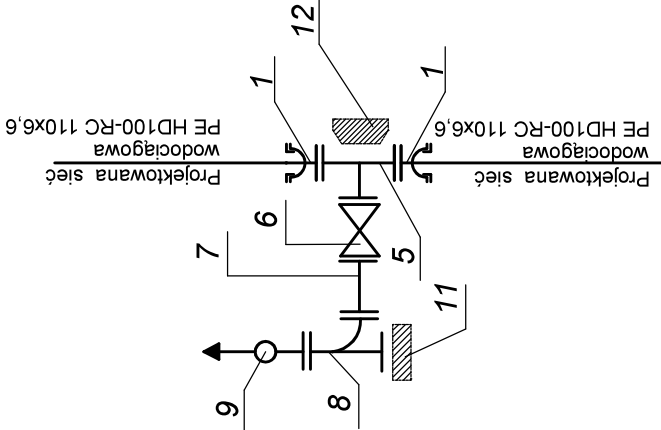 Projektowana sieć
wodociągowa
PE HD100-RC 110x6,6
Projektowana sieć
wodociągowa
PE HD100-RC 110x6,6
1
12
1
6
7
5
11
9
8